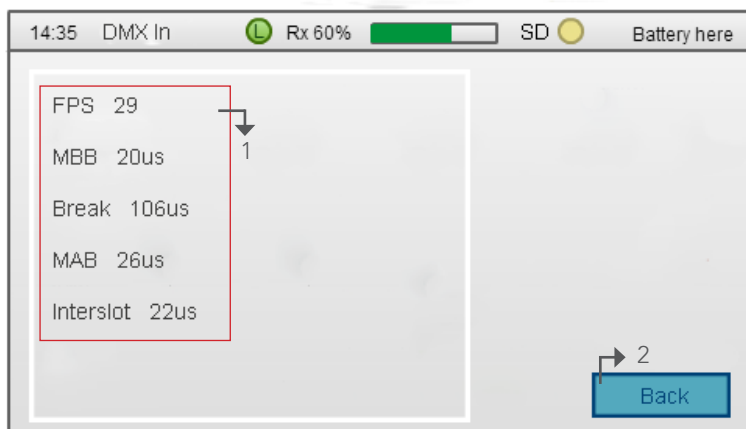 14:35 DMX In L Rx 60% SD Battery here
FPS 29
1
MBB 20us
Break 106us
MAB 26us
Interslot 22us
2
Back